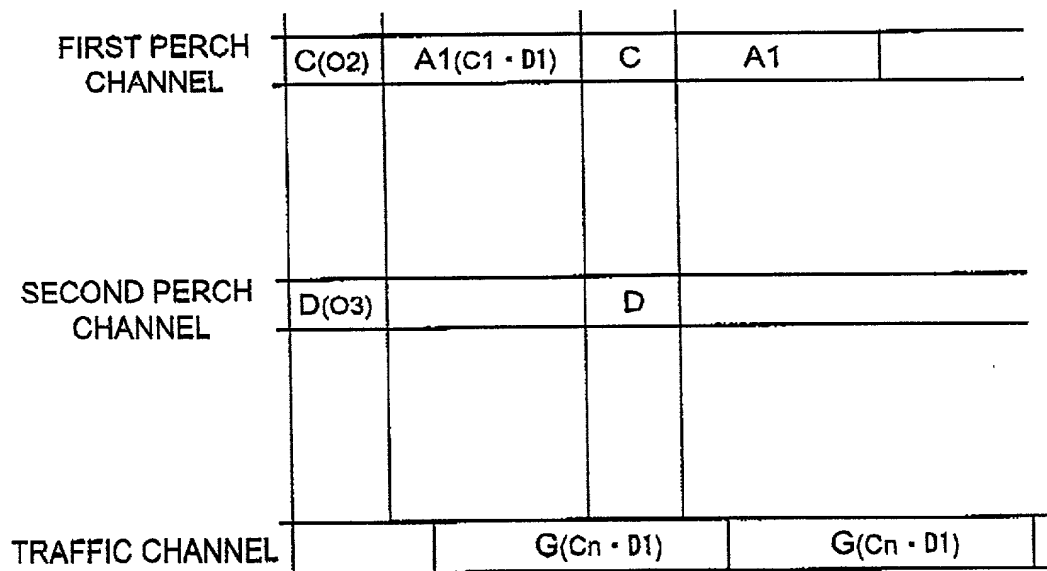 FIRST PERCH
CHANNEL
C(O2) A1(C1・D1) C A1
SECOND PERCH
CHANNEL
D(O3) D
TRAFFIC CHANNEL G(Cn・D1) G(Cn・D1)